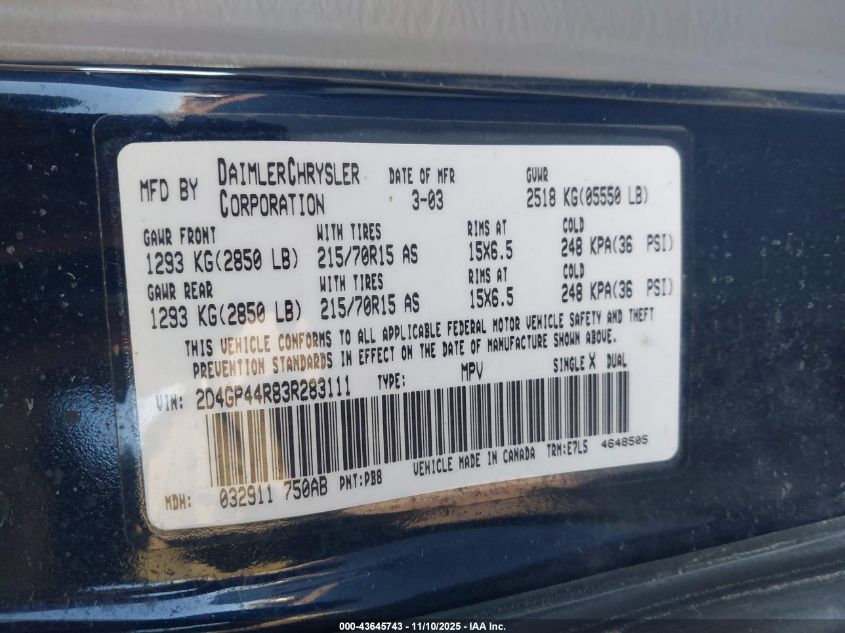 MFD BY DAIMLERCHRYSLER CORPORATION DATE OF MFR 3-03 GVWR 2518 KG(05550 LB)
GAWR FRONT WITH TIRES RIMS AT COLD
1293 KG(2850 LB) 215/70R15 AS 15X6.5 248 KPA(36 PSI)
GAWR REAR WITH TIRES RIMS AT COLD
1293 KG(2850 LB) 215/70R15 AS 15X6.5 248 KPA(36 PSI)
THIS VEHICLE CONFORMS TO ALL APPLICABLE FEDERAL MOTOR VEHICLE SAFETY AND THEFT
PREVENTION STANDARDS IN EFFECT ON THE DATE OF MANUFACTURE SHOWN ABOVE.
VIN: 2D4GP44R83R283111 TYPE: MPV SINGLE X DUAL
MDH: 032911 750AB PNT:PB8 VEHICLE MADE IN CANADA TRM:E7L5 4648505
000-43645743 – 11/10/2025 – IAA Inc.